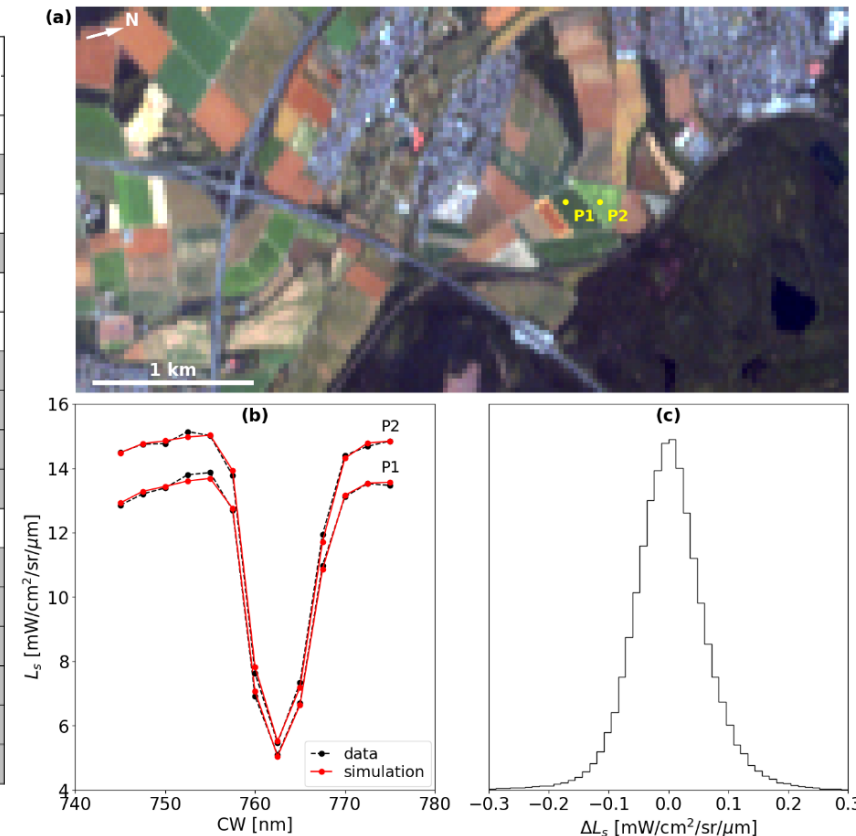 (a)
N
P1 P2
1 km
(b)
16
14
12
10
8
6
4
740 750 760 770 780
CW [nm]
L_s [mW/cm²/sr/μm]
P2
P1
data
simulation
(c)
−0.3 −0.2 −0.1 0.0 0.1 0.2 0.3
ΔL_s [mW/cm²/sr/μm]